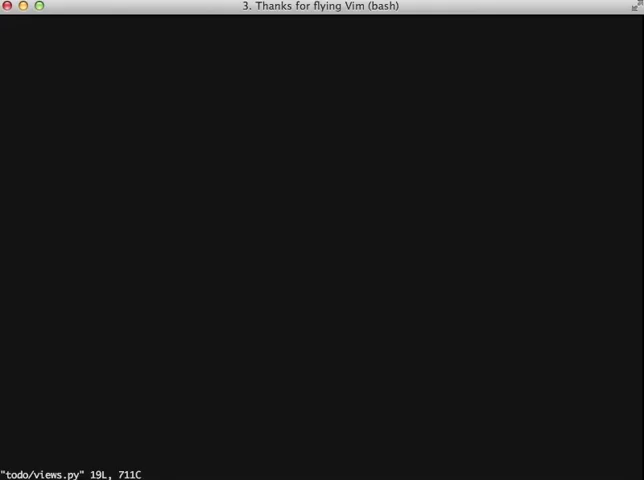 3. Thanks for flying Vim (bash)
"todo/views.py" 19L, 711C